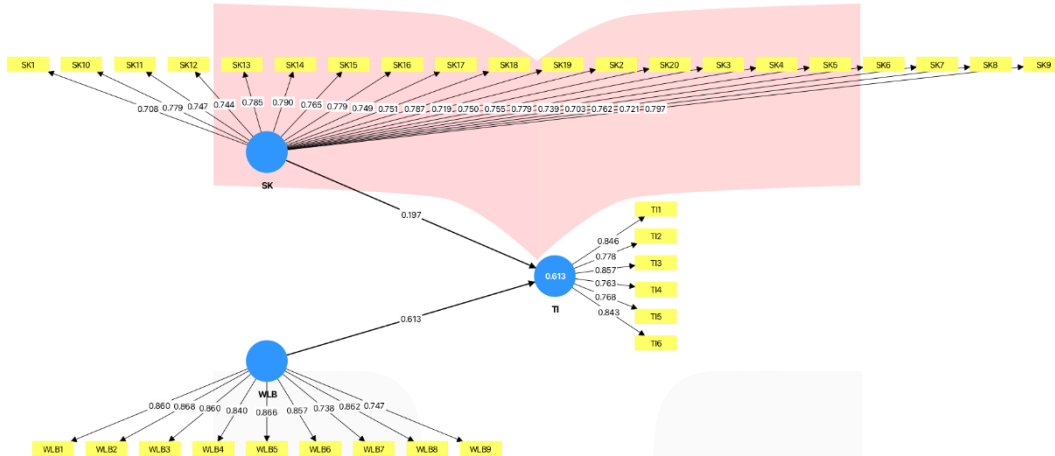 SK1 SK10 SK11 SK12 SK13 SK14 SK15 SK16 SK17 SK18 SK19 SK2 SK20 SK3 SK4 SK5 SK6 SK7 SK8 SK9
0.708 0.779 0.747 0.744 0.785 0.790 0.765 0.779 0.749 0.751 0.787 0.719 0.750 0.755 0.779 0.739 0.703 0.762 0.721 0.797
SK
0.197
TI1
0.846
TI2
0.778
TI3
0.857
0.613
TI4
0.763
TI
0.768
TI5
0.843
TI6
0.613
WLB
0.860 0.868 0.860 0.840 0.866 0.857 0.738 0.862 0.747
WLB1 WLB2 WLB3 WLB4 WLB5 WLB6 WLB7 WLB8 WLB9